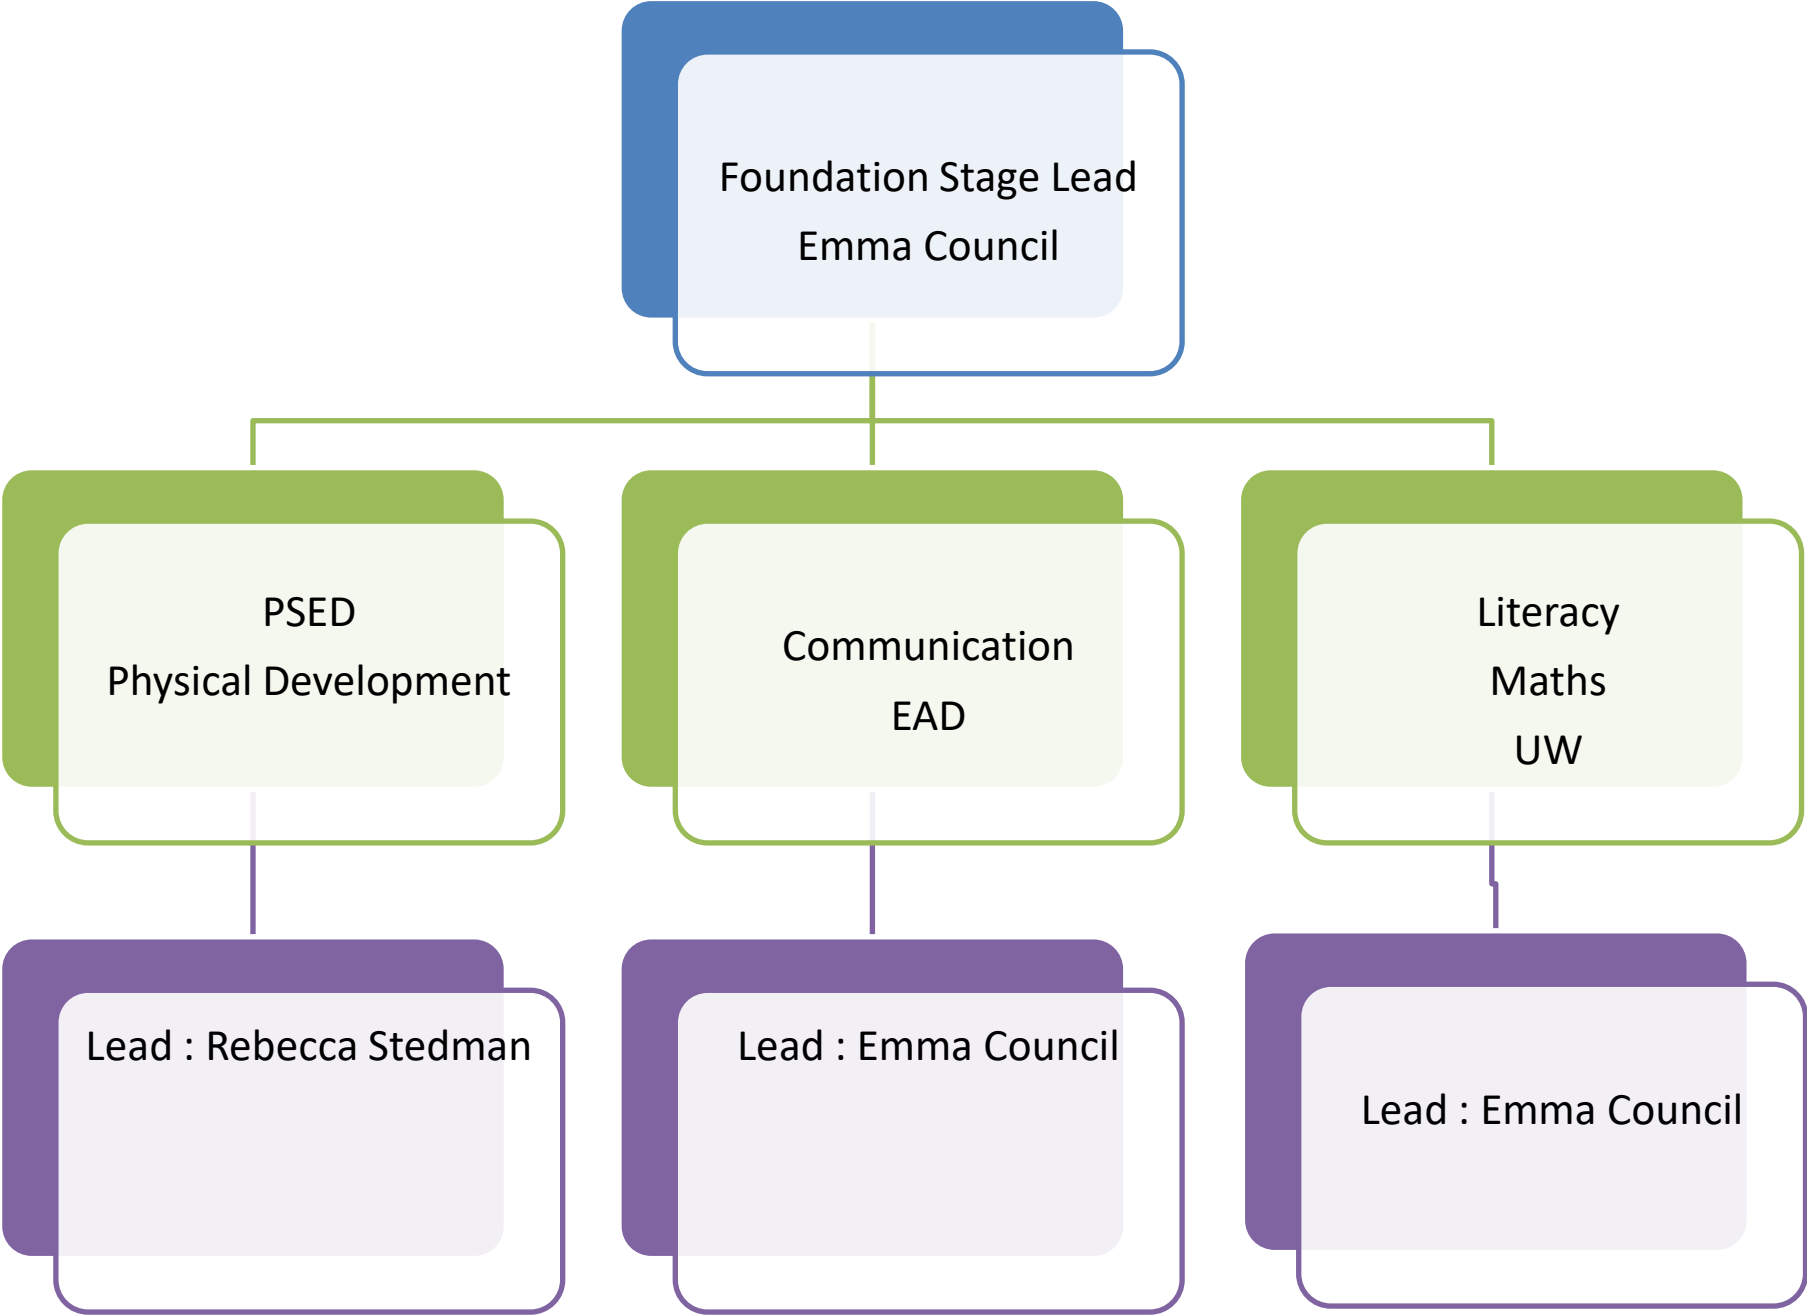 Foundation Stage Lead
Emma Council
PSED
Physical Development
Communication
EAD
Literacy
Maths
UW
Lead : Rebecca Stedman
Lead : Emma Council
Lead : Emma Council